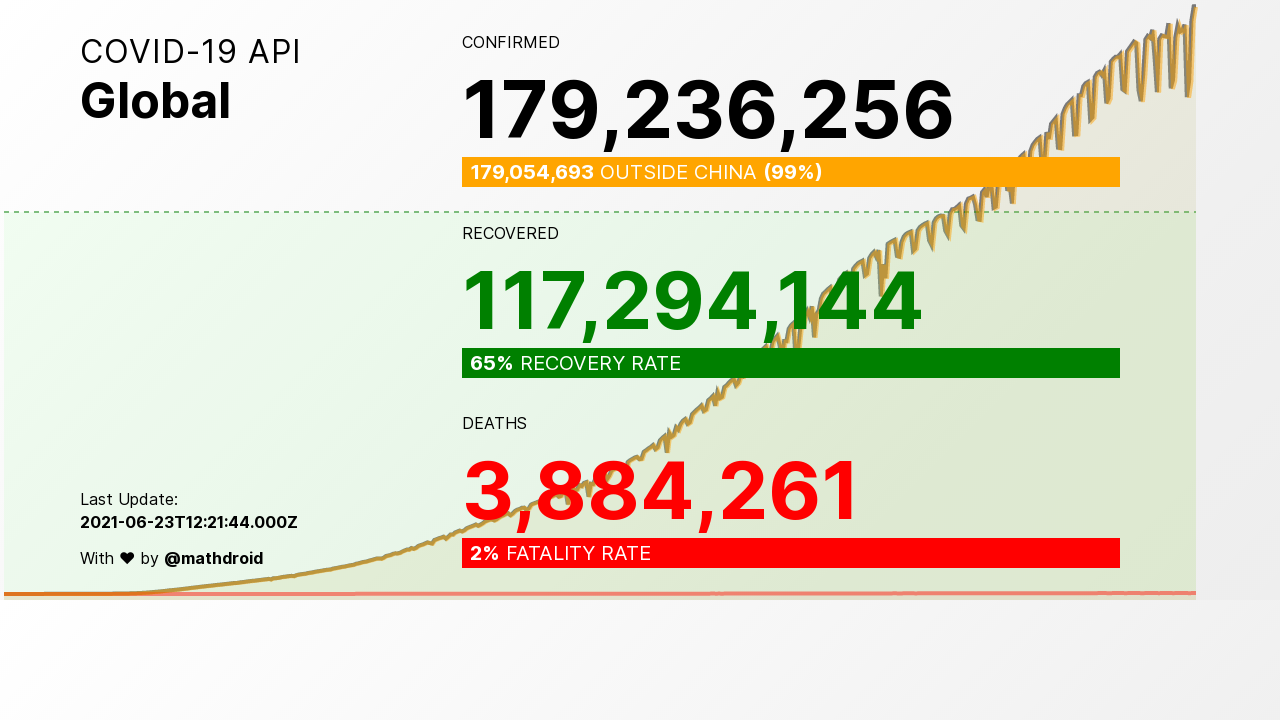 COVID-19 API
Global
CONFIRMED
179,236,256
179,054,693 OUTSIDE CHINA (99%)
RECOVERED
117,294,144
65% RECOVERY RATE
DEATHS
3,884,261
2% FATALITY RATE
Last Update:
2021-06-23T12:21:44.000Z
With ♥ by @mathdroid